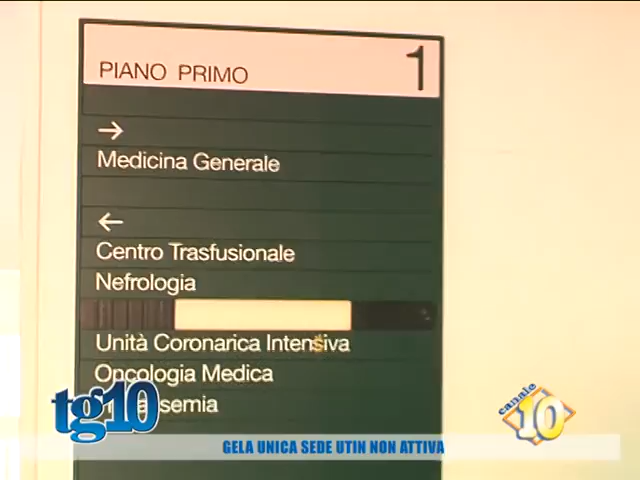 PIANO PRIMO 1
→
Medicina Generale
←
Centro Trasfusionale
Nefrologia
Unità Coronarica Intensiva
Oncologia Medica
tg10
canale 10
GELA UNICA SEDE UTIN NON ATTIVA